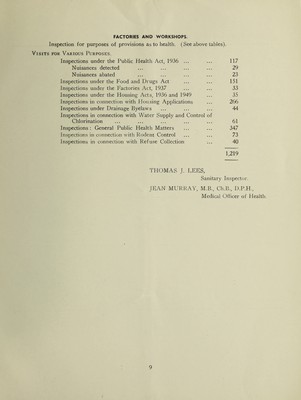 FACTORIES AND WORKSHOPS.
Inspection for purposes of provisions as to health. (See above tables).
VISITS FOR VARIOUS PURPOSES.
Inspections under the Public Health Act, 1936 ... ... 117
Nuisances detected ... ... ... ... 29
Nuisances abated ... ... ... ... 23
Inspections under the Food and Drugs Act ... ... 151
Inspections under the Factories Act, 1937 ... ... 33
Inspections under the Housing Acts, 1936 and 1949 ... 35
Inspections in connection with Housing Applications ... 266
Inspections under Drainage Byelaws ... ... ... 44
Inspections in connection with Water Supply and Control of
Chlorination ... ... ... ... ... 61
Inspections : General Public Health Matters ... ... 347
Inspections in connection with Rodent Control ... ... 73
Inspections in connection with Refuse Collection ... 40
1,219
THOMAS J. LEES,
Sanitary Inspector.
JEAN MURRAY, M.B., Ch.B., D.P.H.,
Medical Officer of Health
9